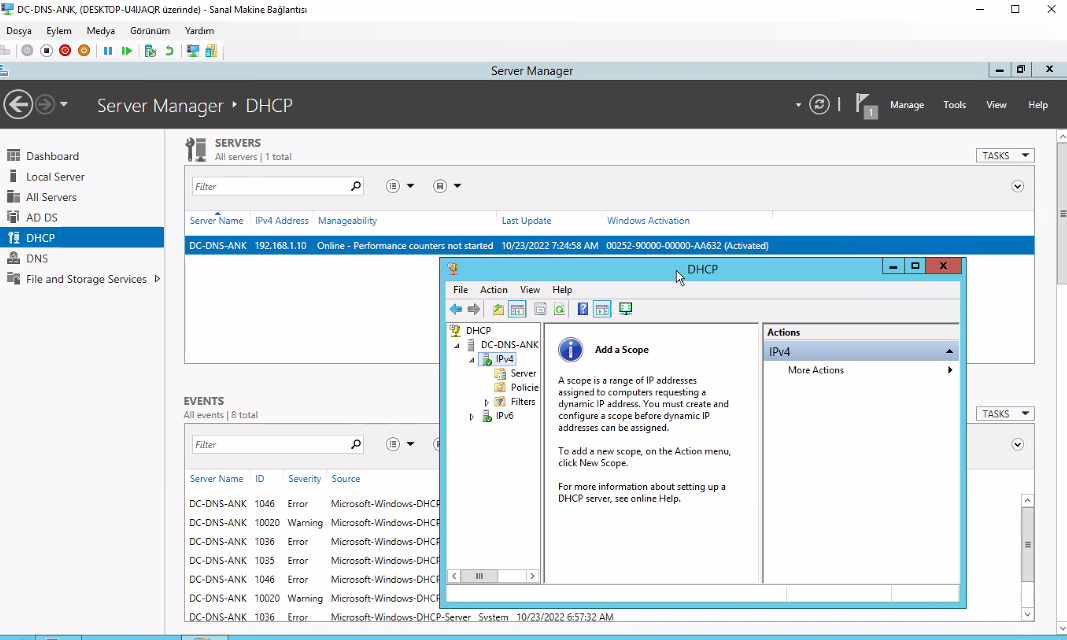 DC-DNS-ANK, (DESKTOP-U4IJAQR üzerinde) - Sanal Makine Bağlantısı
Dosya Eylem Medya Görünüm Yardım
Server Manager
Server Manager ‣ DHCP
1
Manage Tools View Help
Dashboard
Local Server
All Servers
AD DS
DHCP
DNS
File and Storage Services
SERVERS
All servers | 1 total
TASKS
Filter
Server Name IPv4 Address Manageability Last Update Windows Activation
DC-DNS-ANK 192.168.1.10 Online - Performance counters not started 10/23/2022 7:24:58 AM 00252-90000-00000-AA632 (Activated)
EVENTS
All events | 8 total
TASKS
Filter
Server Name ID Severity Source
DC-DNS-ANK 1046 Error Microsoft-Windows-DHCP
DC-DNS-ANK 10020 Warning Microsoft-Windows-DHCP
DC-DNS-ANK 1036 Error Microsoft-Windows-DHCP
DC-DNS-ANK 1035 Error Microsoft-Windows-DHCP
DC-DNS-ANK 1046 Error Microsoft-Windows-DHCP
DC-DNS-ANK 10020 Warning Microsoft-Windows-DHCP
DC-DNS-ANK 1036 Error Microsoft-Windows-DHCP-Server System 10/23/2022 6:57:32 AM
DHCP
File Action View Help
DHCP
DC-DNS-ANK
IPv4
Server
Policie
Filters
IPv6
Add a Scope
A scope is a range of IP addresses
assigned to computers requesting a
dynamic IP address. You must create and
configure a scope before dynamic IP
addresses can be assigned.
To add a new scope, on the Action menu,
click New Scope.
For more information about setting up a
DHCP server, see online Help.
Actions
IPv4
More Actions